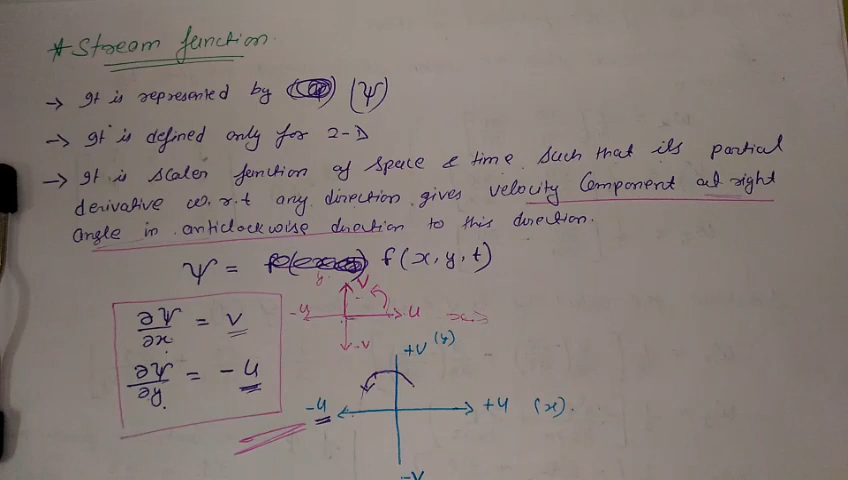 * Stream function.
→ It is represented by (ψ)
→ It is defined only for 2-D
→ It is scaler function of space & time such that its partial
derivative w.r.t any direction gives velocity Component at right
angle in anticlockwise direction to this direction.
ψ = f(x, y, t)
∂ψ/∂x = v
∂ψ/∂y = -u
y
v
-u u
-v
+v (y)
-u +u (x).
-v